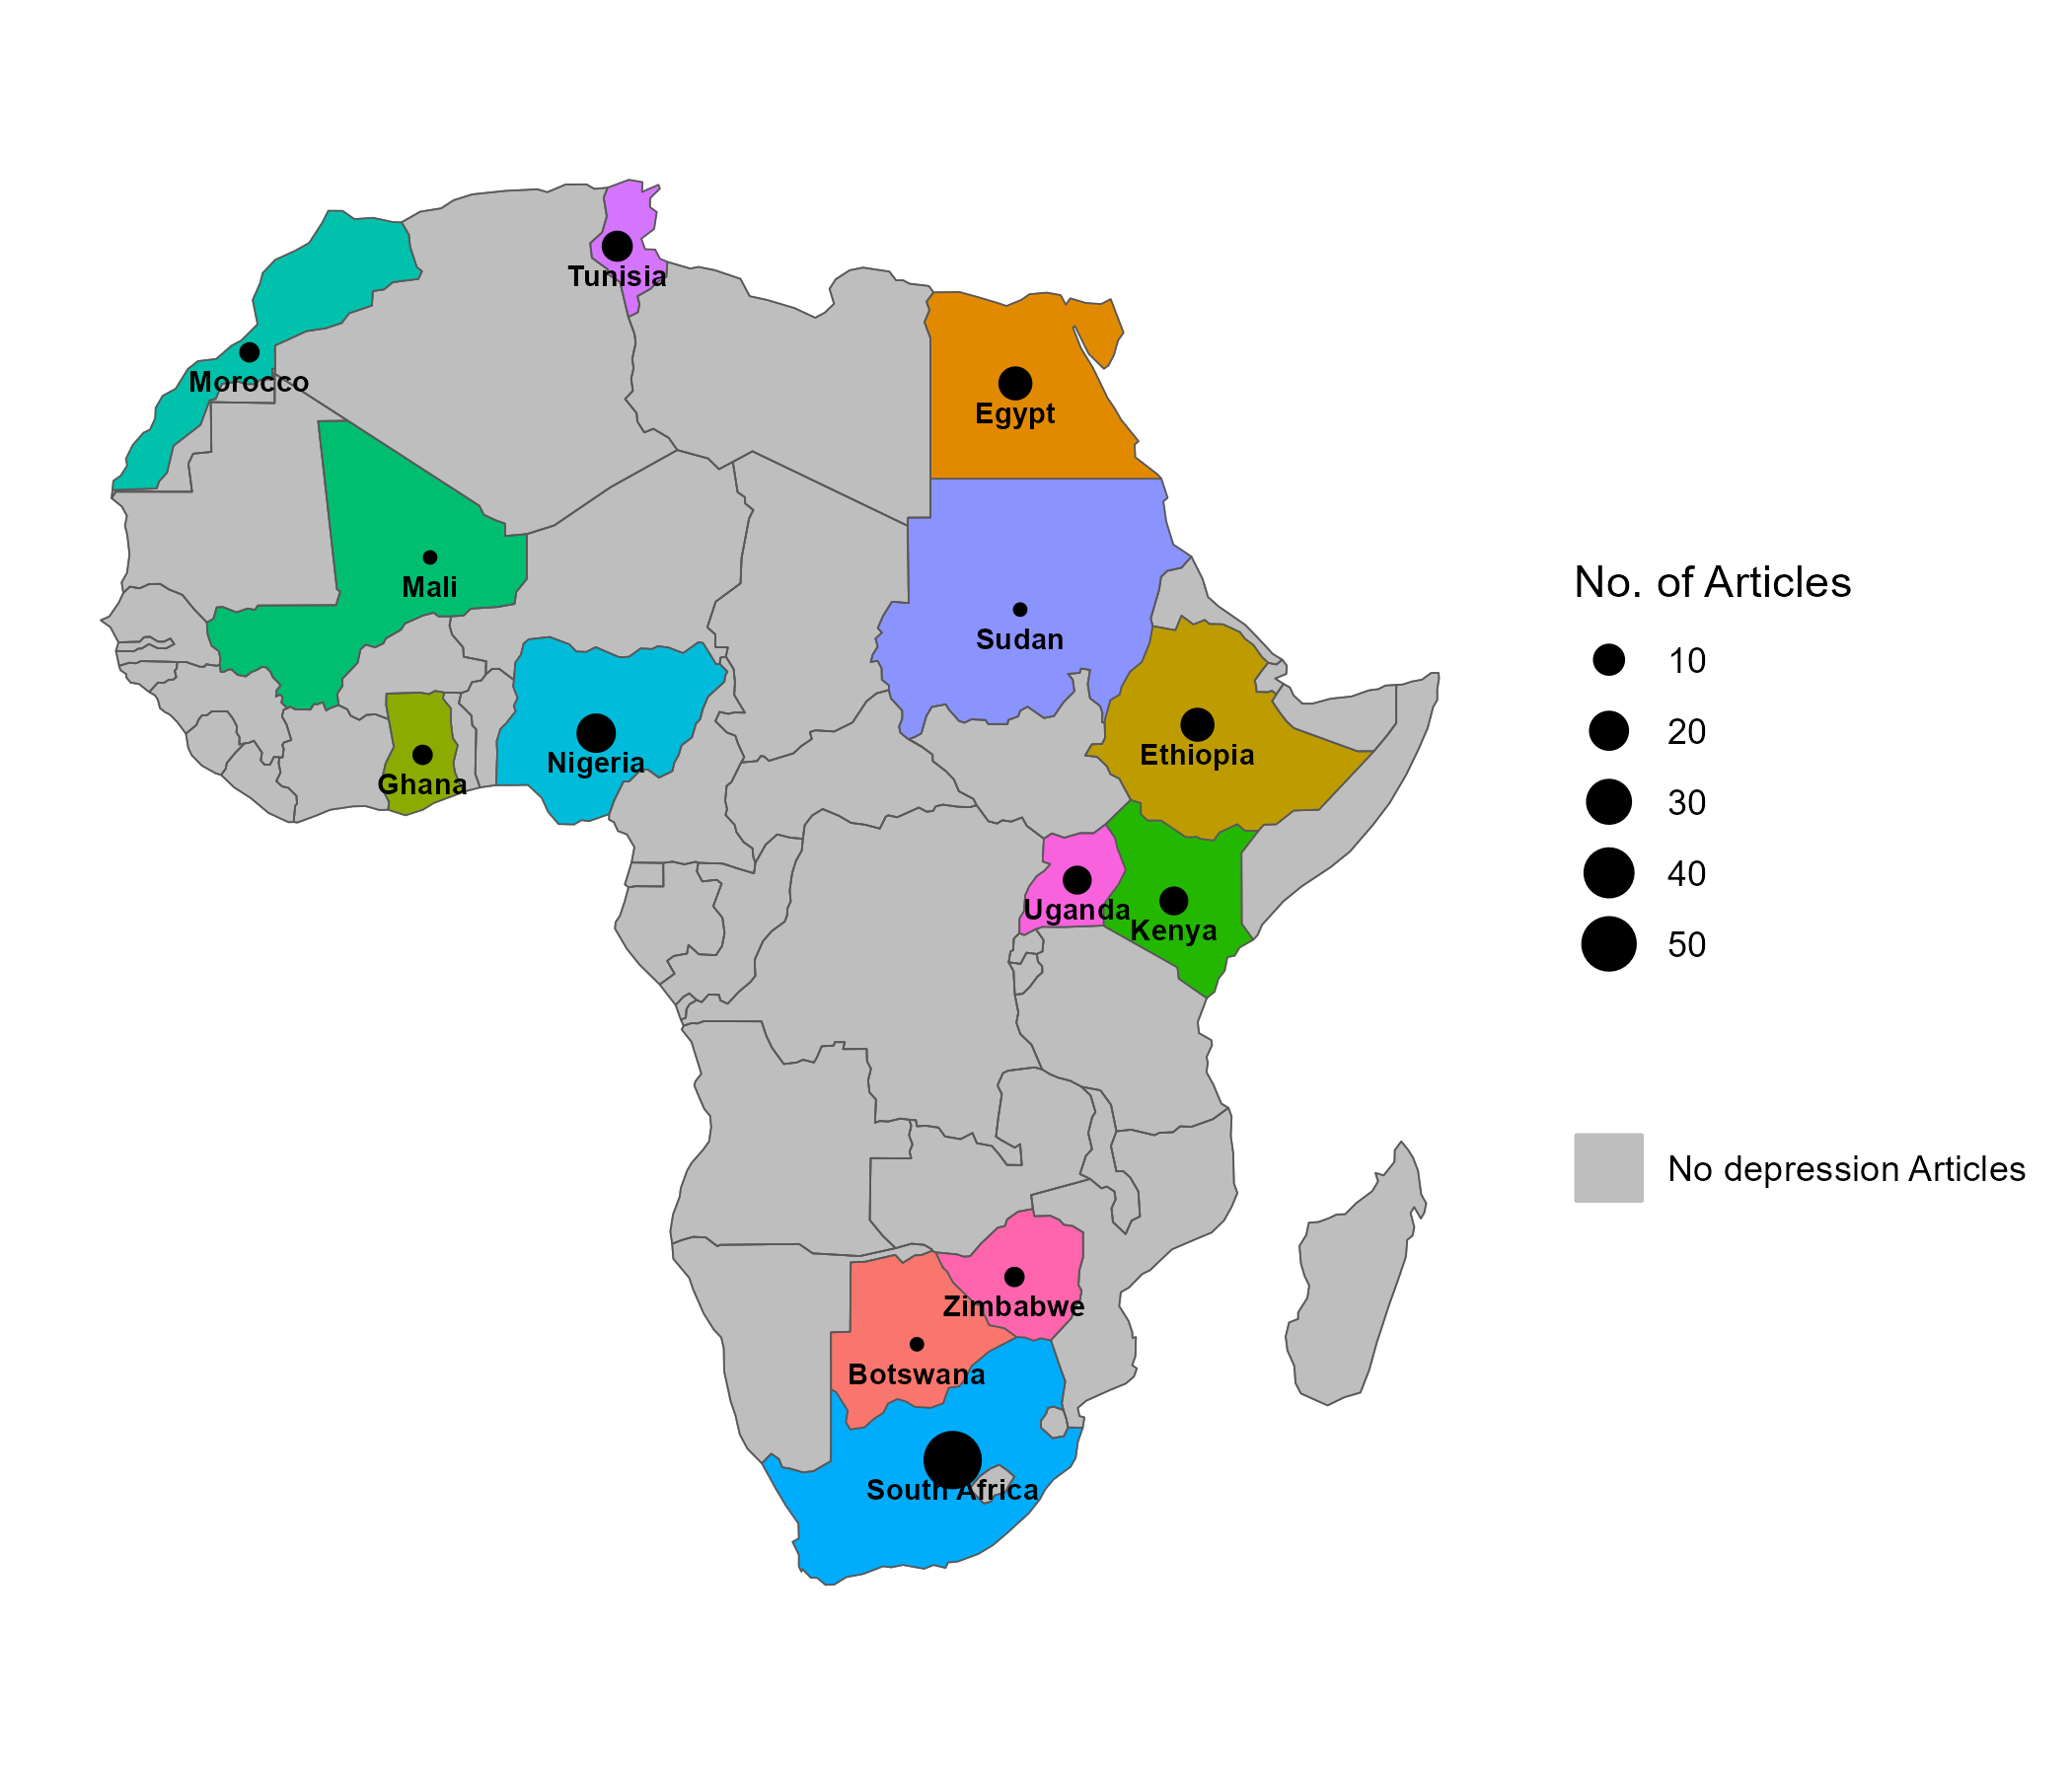 Tunisia
Morocco
Egypt
Mali
Sudan
Nigeria
Ethiopia
Ghana
Uganda
Kenya
Zimbabwe
Botswana
South Africa
No. of Articles
10
20
30
40
50
No depression Articles